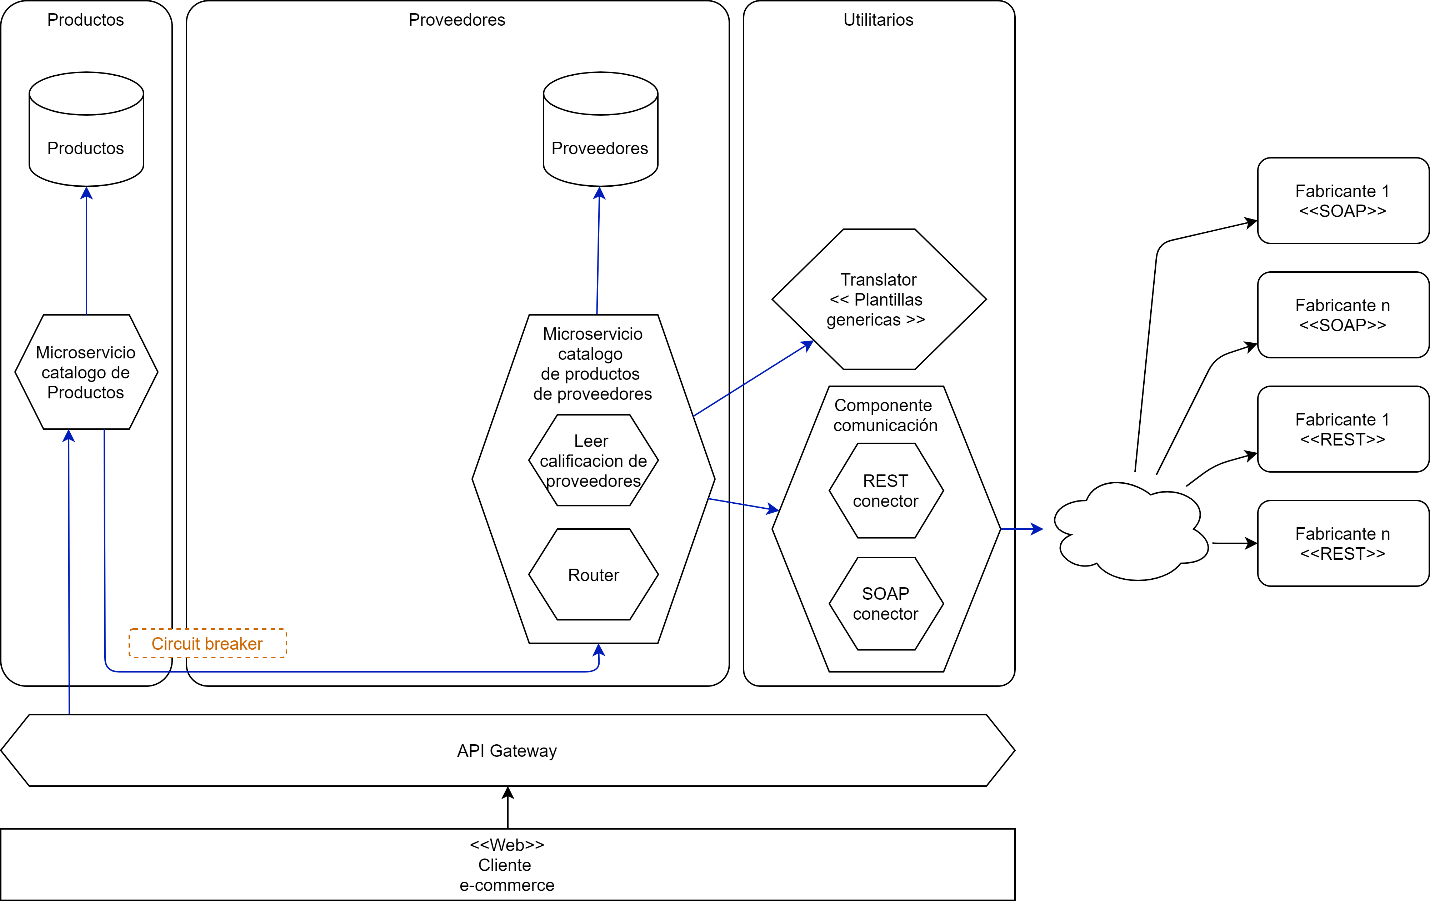 Productos
Proveedores
Utilitarios
Productos
Proveedores
Fabricante 1
<<SOAP>>
Translator
<< Plantillas
genericas >>
Fabricante n
<<SOAP>>
Microservicio
catalogo de
Productos
Microservicio
catalogo
de productos
de proveedores
Leer
calificacion de
proveedores
Router
Componente
comunicación
REST
conector
SOAP
conector
Fabricante 1
<<REST>>
Fabricante n
<<REST>>
Circuit breaker
API Gateway
<<Web>>
Cliente
e-commerce